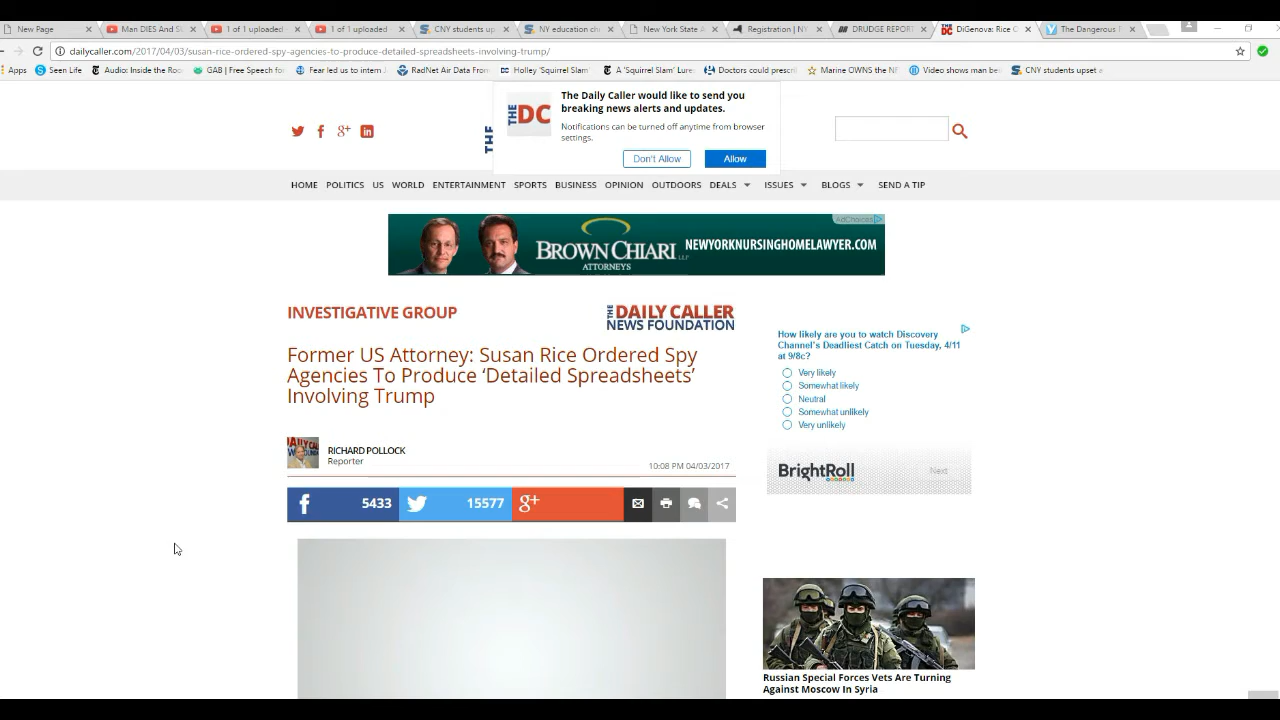 New Page
Man DIES And S
1 of 1 uploaded
1 of 1 uploaded
CNY students up
NY education ch
New York State A
Registration | NY
DRUDGE REPORT
DiGenova: Rice O
The Dangerous
dailycaller.com/2017/04/03/susan-rice-ordered-spy-agencies-to-produce-detailed-spreadsheets-involving-trump/
Apps
Seen Life
Audio: Inside the Roo
GAB | Free Speech fo
Fear led us to intern J
RadNet Air Data From
Holley 'Squirrel Slam'
A 'Squirrel Slam' Lure
Doctors could prescri
Marine OWNS the NF
Video shows man be
CNY students upset a
The Daily Caller would like to send you
breaking news alerts and updates.
Notifications can be turned off anytime from browser
settings.
Don't Allow
Allow
THE DC
HOME
POLITICS
US
WORLD
ENTERTAINMENT
SPORTS
BUSINESS
OPINION
OUTDOORS
DEALS
ISSUES
BLOGS
SEND A TIP
BROWN CHIARI LLP
ATTORNEYS
NEWYORKNURSINGHOMELAWYER.COM
AdChoices
INVESTIGATIVE GROUP
THE DAILY CALLER
NEWS FOUNDATION
Former US Attorney: Susan Rice Ordered Spy
Agencies To Produce ‘Detailed Spreadsheets’
Involving Trump
RICHARD POLLOCK
Reporter
10:08 PM 04/03/2017
5433
15577
g+
How likely are you to watch Discovery
Channel's Deadliest Catch on Tuesday, 4/11
at 9/8c?
Very likely
Somewhat likely
Neutral
Somewhat unlikely
Very unlikely
BrightRoll
Next
Russian Special Forces Vets Are Turning
Against Moscow In Syria